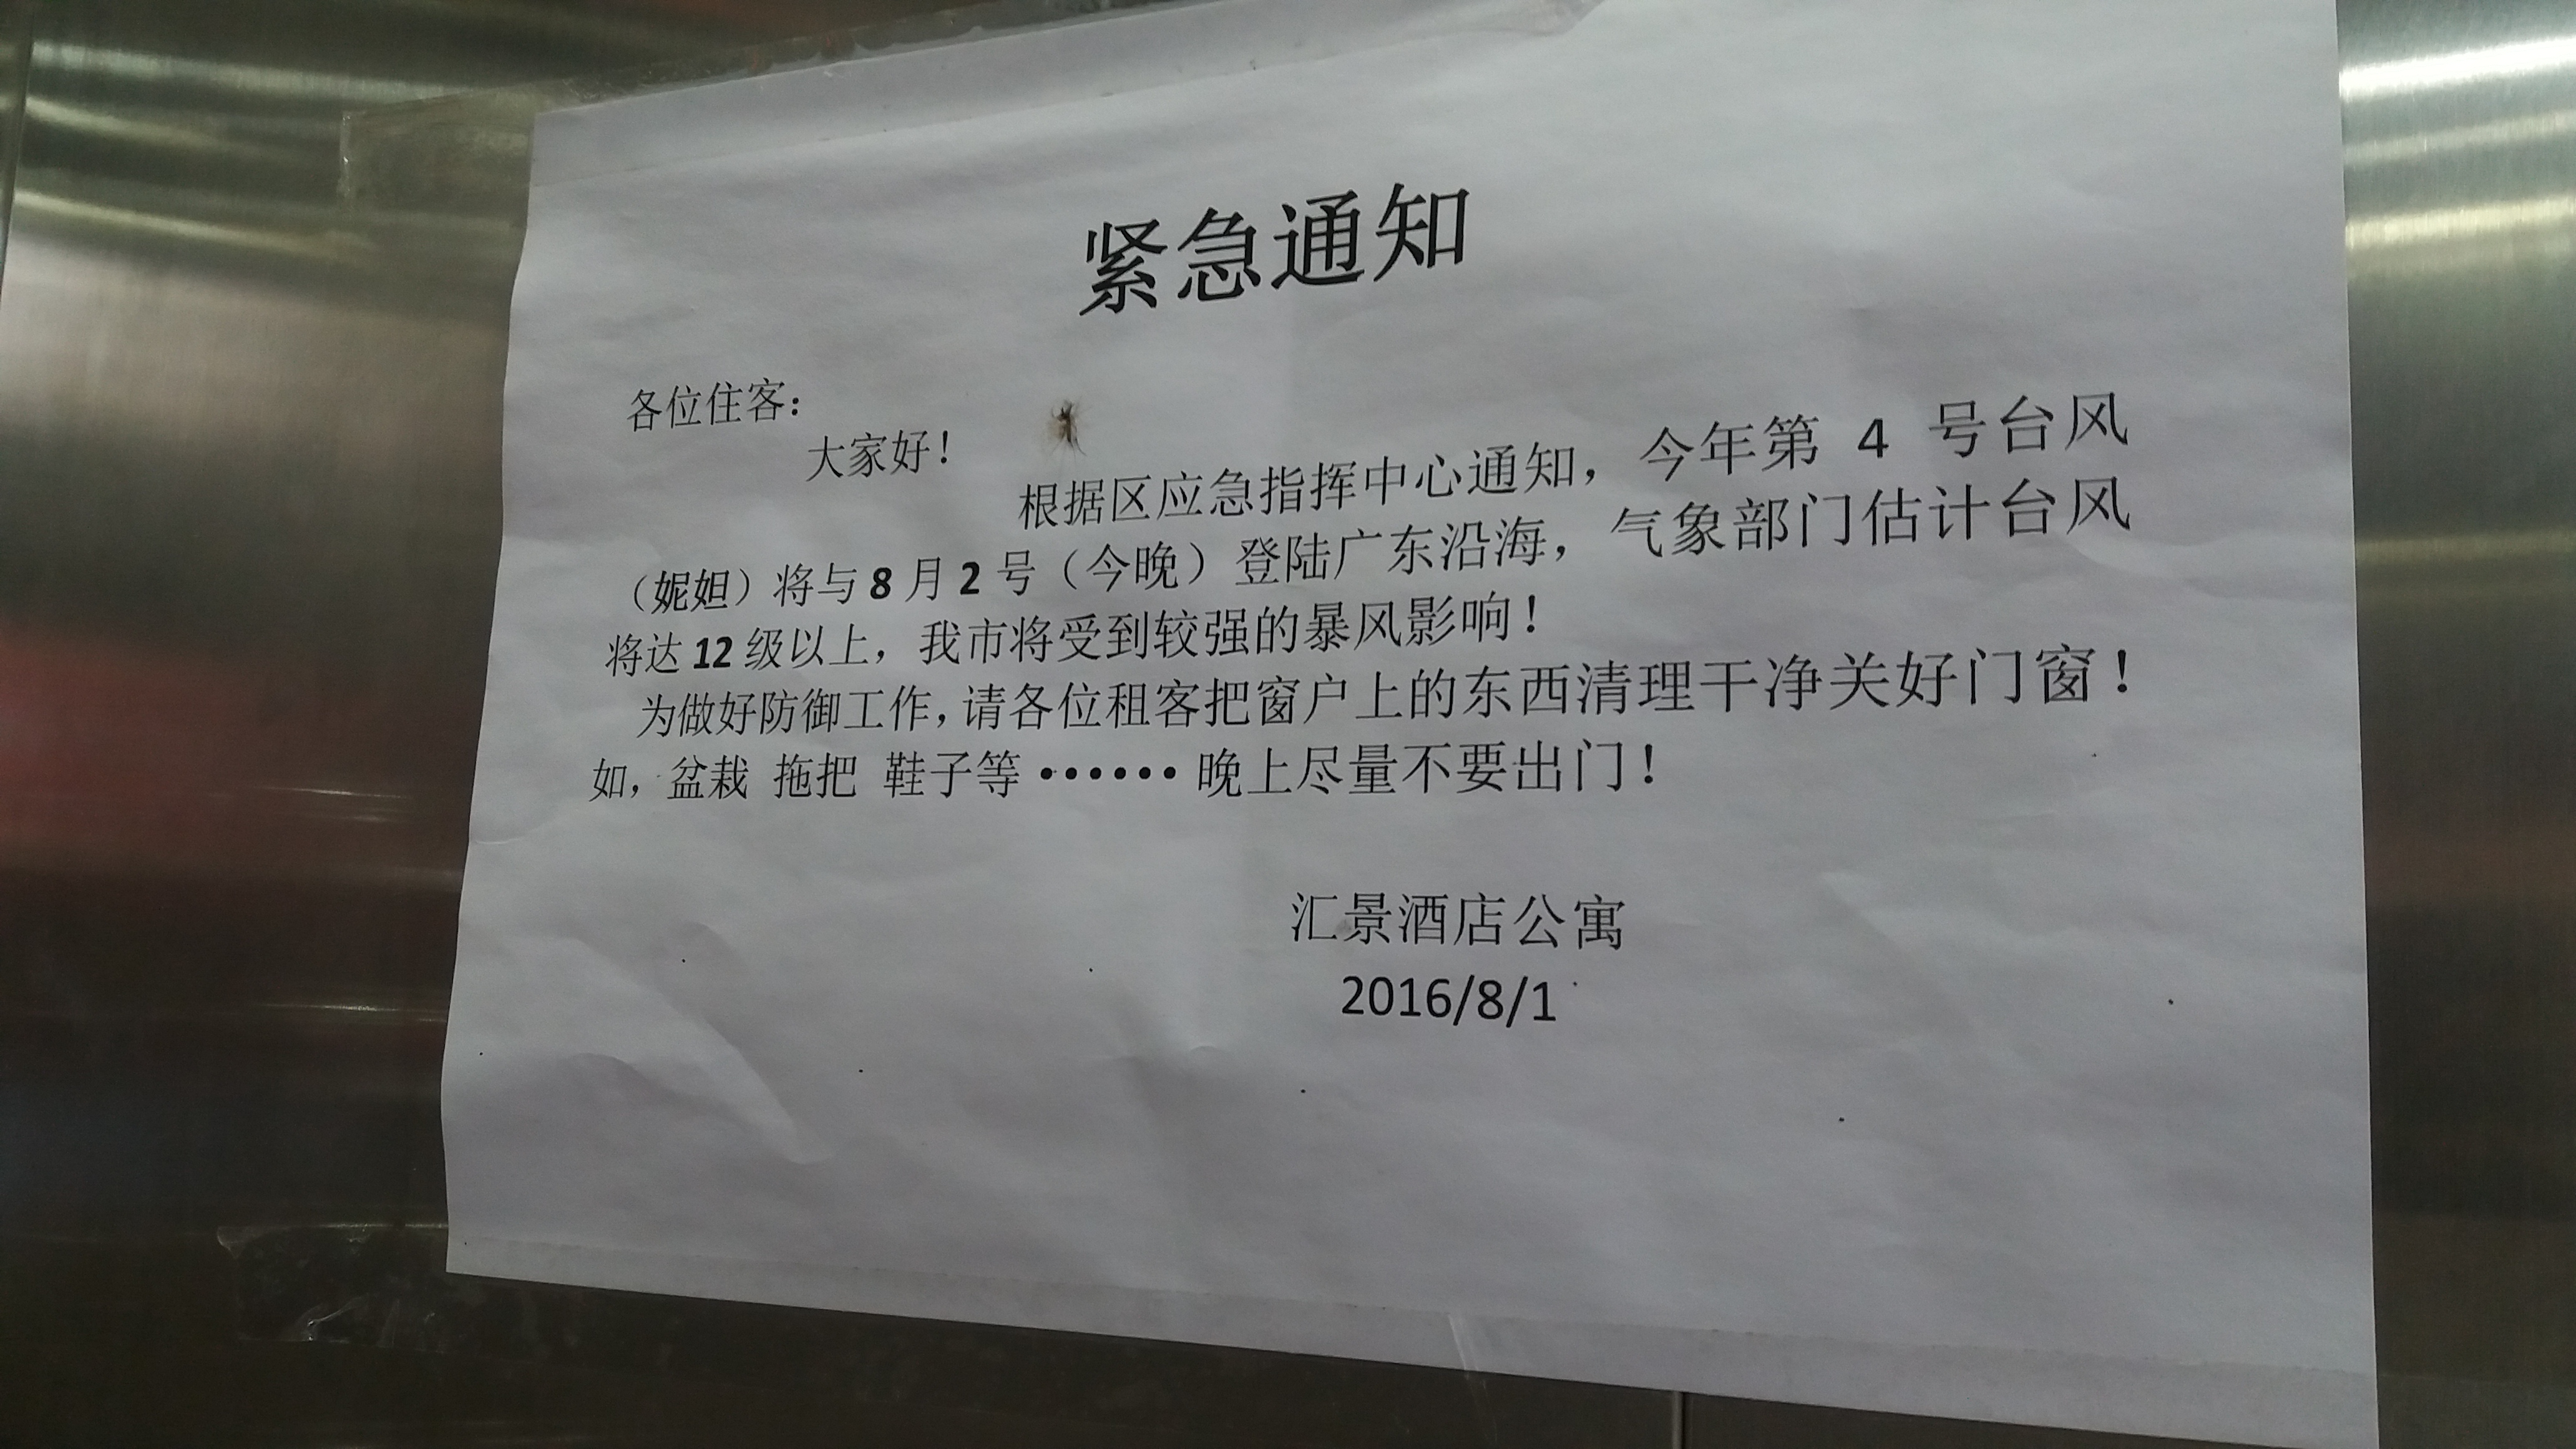 紧急通知
各位住客：
大家好！
根据区应急指挥中心通知，今年第 4 号台风
（妮妲）将与 8 月 2 号（今晚）登陆广东沿海，气象部门估计台风
将达 12 级以上，我市将受到较强的暴风影响！
为做好防御工作，请各位租客把窗户上的东西清理干净关好门窗！
如，盆栽 拖把 鞋子等 •••••• 晚上尽量不要出门！
汇景酒店公寓
2016/8/1